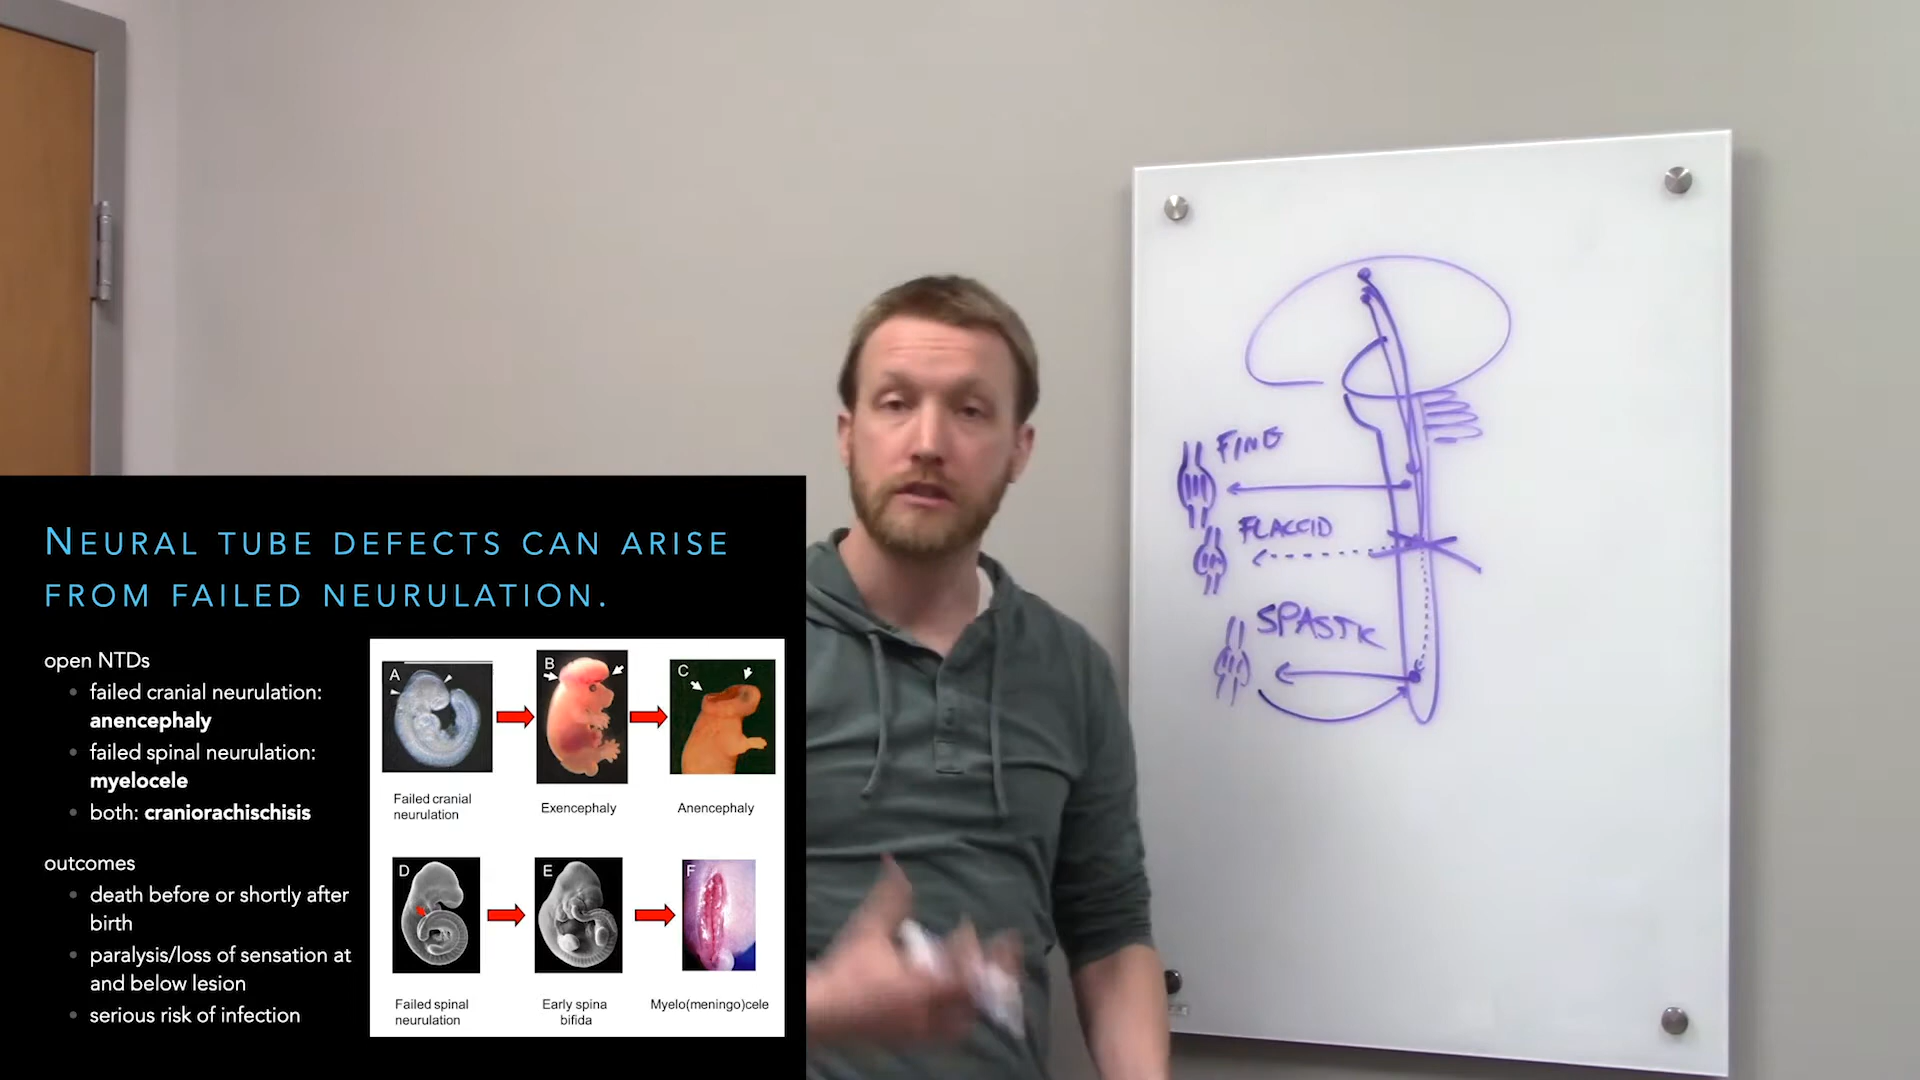 NEURAL TUBE DEFECTS CAN ARISE
FROM FAILED NEURULATION.
open NTDs
• failed cranial neurulation:
anencephaly
• failed spinal neurulation:
myelocele
• both: craniorachischisis
outcomes
• death before or shortly after
birth
• paralysis/loss of sensation at
and below lesion
• serious risk of infection
A
B
C
Failed cranial
neurulation
Exencephaly
Anencephaly
D
E
F
Failed spinal
neurulation
Early spina
bifida
Myelo(meningo)cele
FINE
FLACCID
SPASTIC